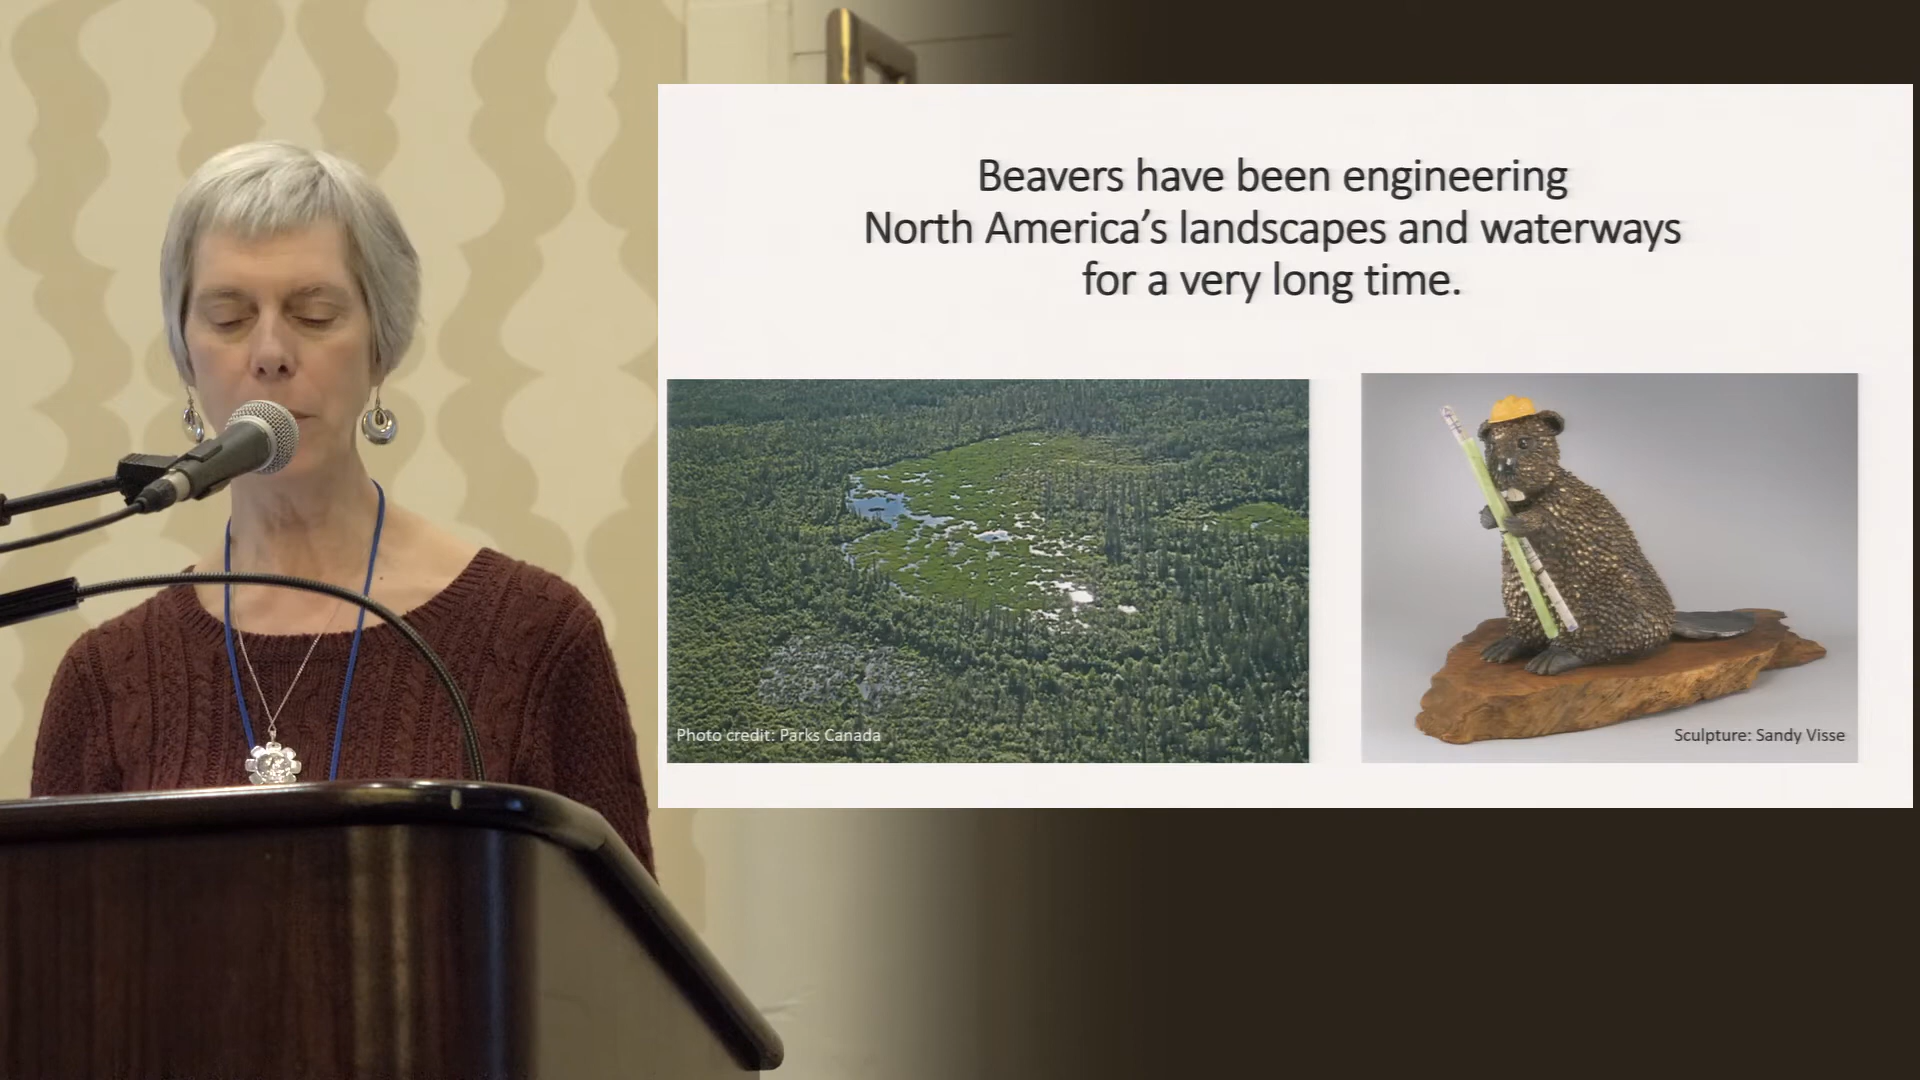 Beavers have been engineering
North America’s landscapes and waterways
for a very long time.
Photo credit: Parks Canada
Sculpture: Sandy Visse